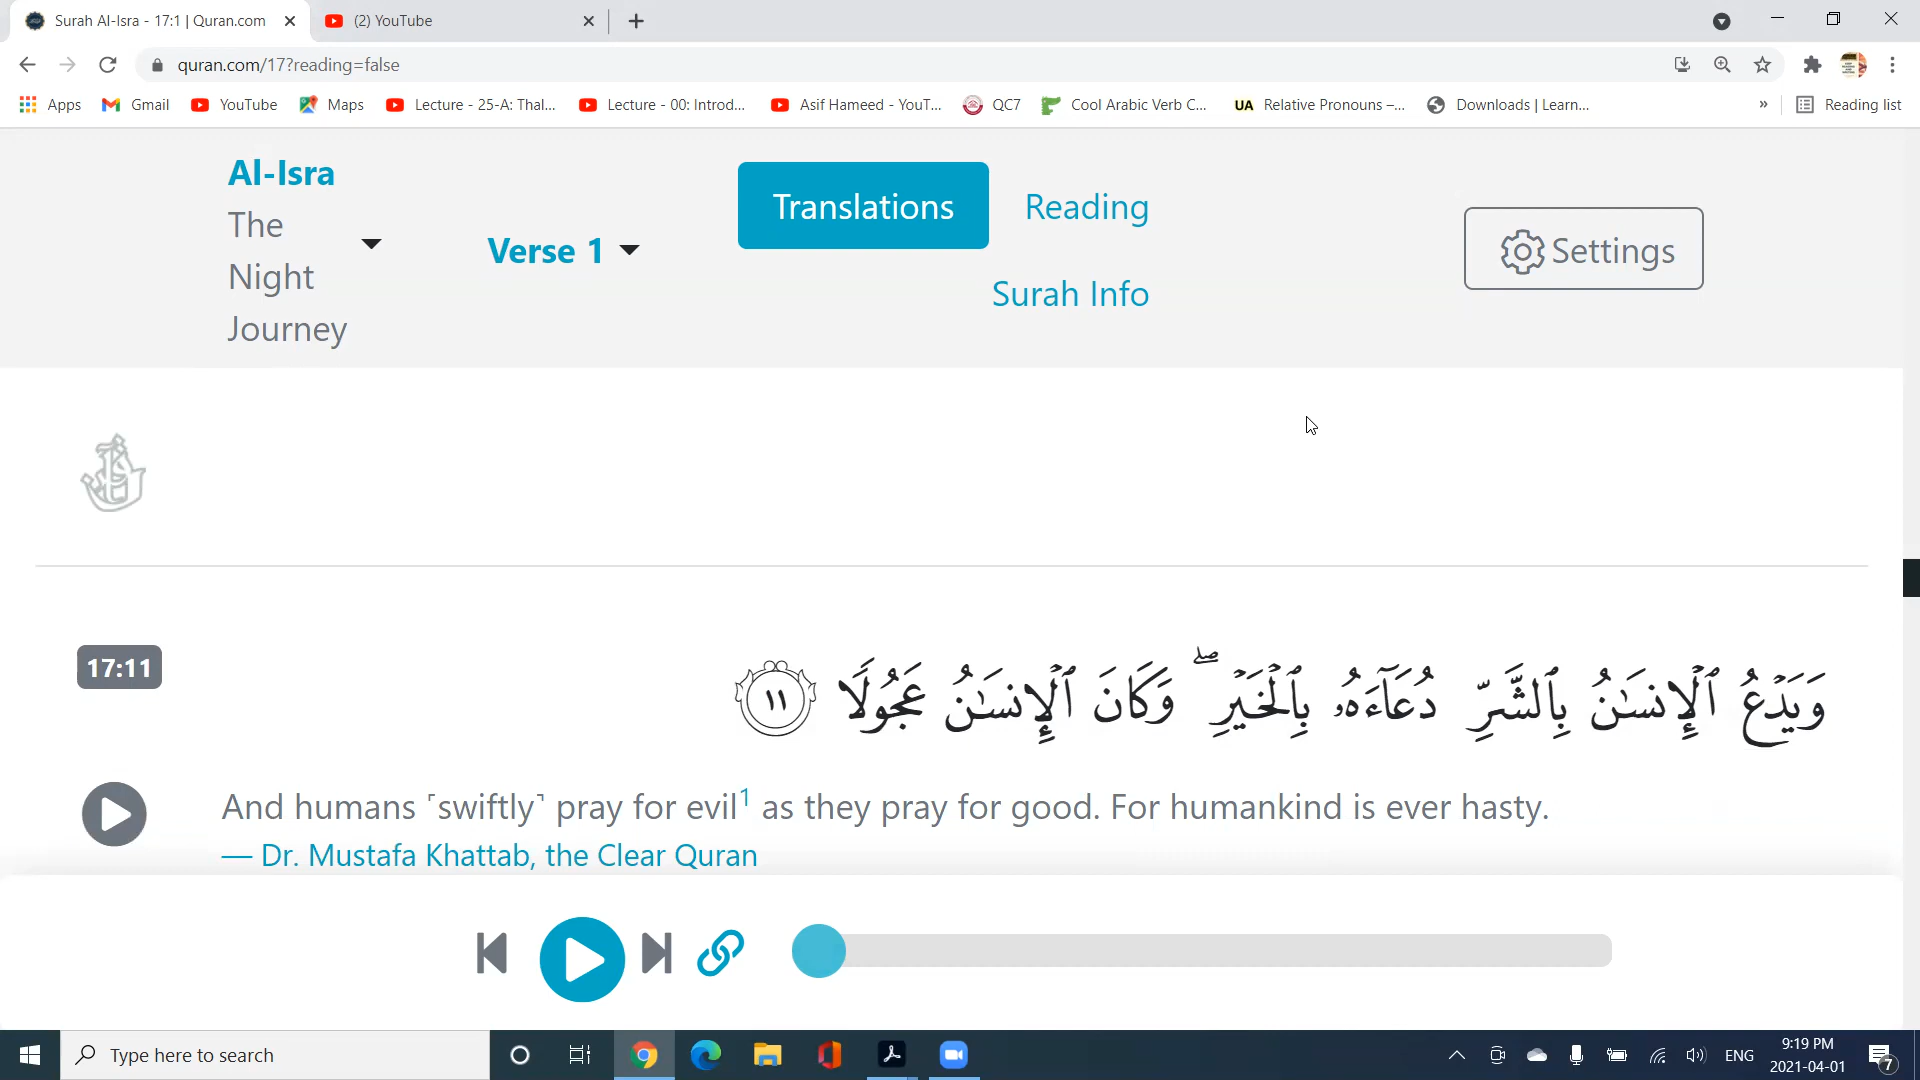 Surah Al-Isra - 17:1 | Quran.com
(2) YouTube
quran.com/17?reading=false
Apps
Gmail
YouTube
Maps
Lecture - 25-A: Thal...
Lecture - 00: Introd...
Asif Hameed - YouT...
QC7
Cool Arabic Verb C...
UA Relative Pronouns –...
Downloads | Learn...
»
Reading list
Al-Isra
The
Night
Journey
Verse 1
Translations
Reading
Surah Info
Settings
17:11
وَيَدْعُ ٱلْإِنسَـٰنُ بِٱلشَّرِّ دُعَآءَهُۥ بِٱلْخَيْرِ ۖ وَكَانَ ٱلْإِنسَـٰنُ عَجُولًا ١١
And humans ˹swiftly˺ pray for evil1 as they pray for good. For humankind is ever hasty.
— Dr. Mustafa Khattab, the Clear Quran
Type here to search
ENG
9:19 PM
2021-04-01
7